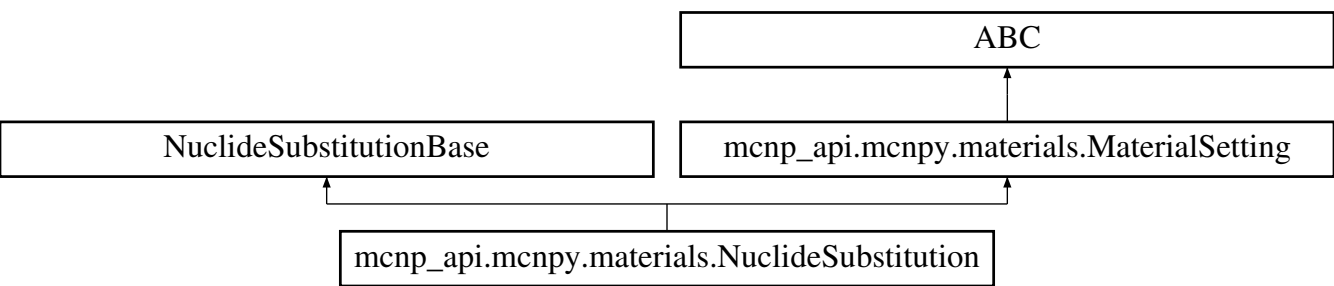 ABC
NuclideSubstitutionBase
mcnp_api.mcnpy.materials.MaterialSetting
mcnp_api.mcnpy.materials.NuclideSubstitution